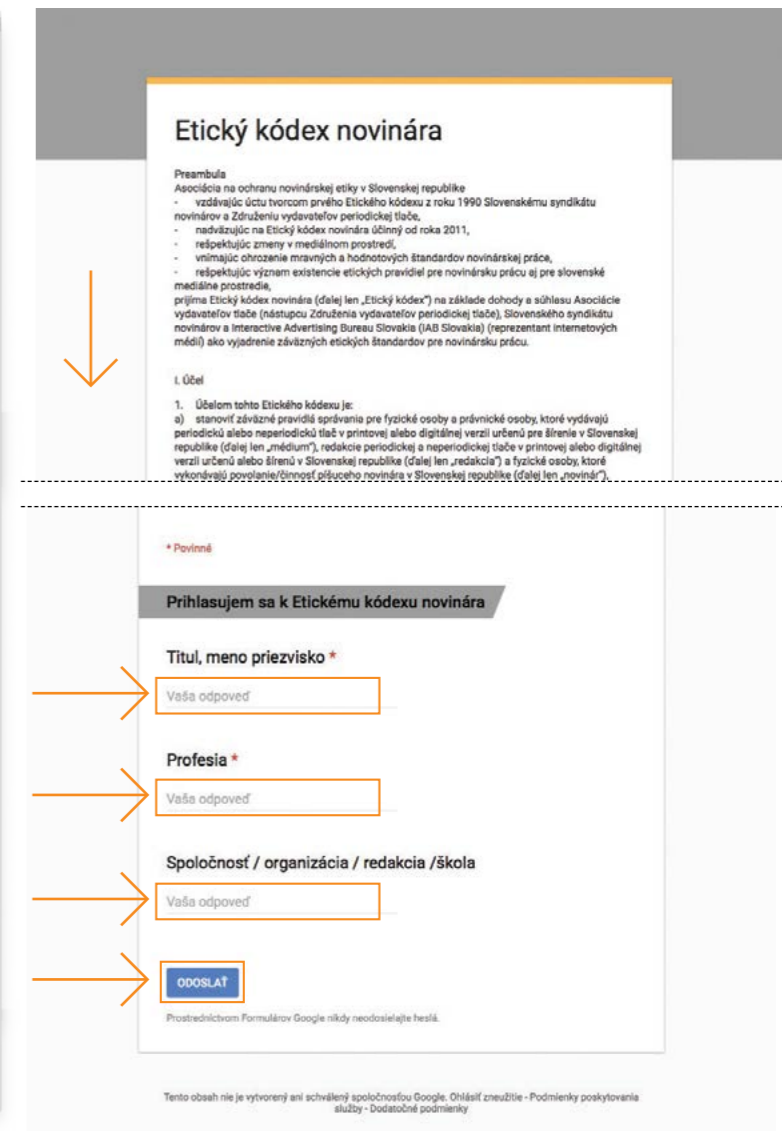 Etický kódex novinára
Preambula
Asociácia na ochranu novinárskej etiky v Slovenskej republike
- vzdávajúc úctu tvorcom prvého Etického kódexu z roku 1990 Slovenskému syndikátu
novinárov a Združeniu vydavateľov periodickej tlače,
- nadväzujúc na Etický kódex novinára účinný od roka 2011,
- rešpektujúc zmeny v mediálnom prostredí,
- vnímajúc ohrozenie mravných a hodnotových štandardov novinárskej práce,
- rešpektujúc význam existencie etických pravidiel pre novinársku prácu aj pre slovenské
mediálne prostredie,
prijíma Etický kódex novinára (ďalej len „Etický kódex“) na základe dohody a súhlasu Asociácie
vydavateľov tlače (nástupcu Združenia vydavateľov periodickej tlače), Slovenského syndikátu
novinárov a Interactive Advertising Bureau Slovakia (IAB Slovakia) (reprezentant internetových
médií) ako vyjadrenie záväzných etických štandardov pre novinársku prácu.
I. Účel
1. Účelom tohto Etického kódexu je:
a) stanoviť záväzné pravidlá správania pre fyzické osoby a právnické osoby, ktoré vydávajú
periodickú alebo neperiodickú tlač v printovej alebo digitálnej verzii určenú pre šírenie v Slovenskej
republike (ďalej len „médium“), redakcie periodickej a neperiodickej tlače v printovej alebo digitálnej
verzii určenú alebo šírenú v Slovenskej republike (ďalej len „redakcia“) a fyzické osoby, ktoré
vykonávajú povolanie/činnosť píšuceho novinára v Slovenskej republike (ďalej len „novinár“),
* Povinné
Prihlasujem sa k Etickému kódexu novinára
Titul, meno priezvisko *
Vaša odpoveď
Profesia *
Vaša odpoveď
Spoločnosť / organizácia / redakcia /škola
Vaša odpoveď
ODOSLAŤ
Prostredníctvom Formulárov Google nikdy neodosielajte heslá.
Tento obsah nie je vytvorený ani schválený spoločnosťou Google. Ohlásiť zneužitie - Podmienky poskytovania
služby - Dodatočné podmienky